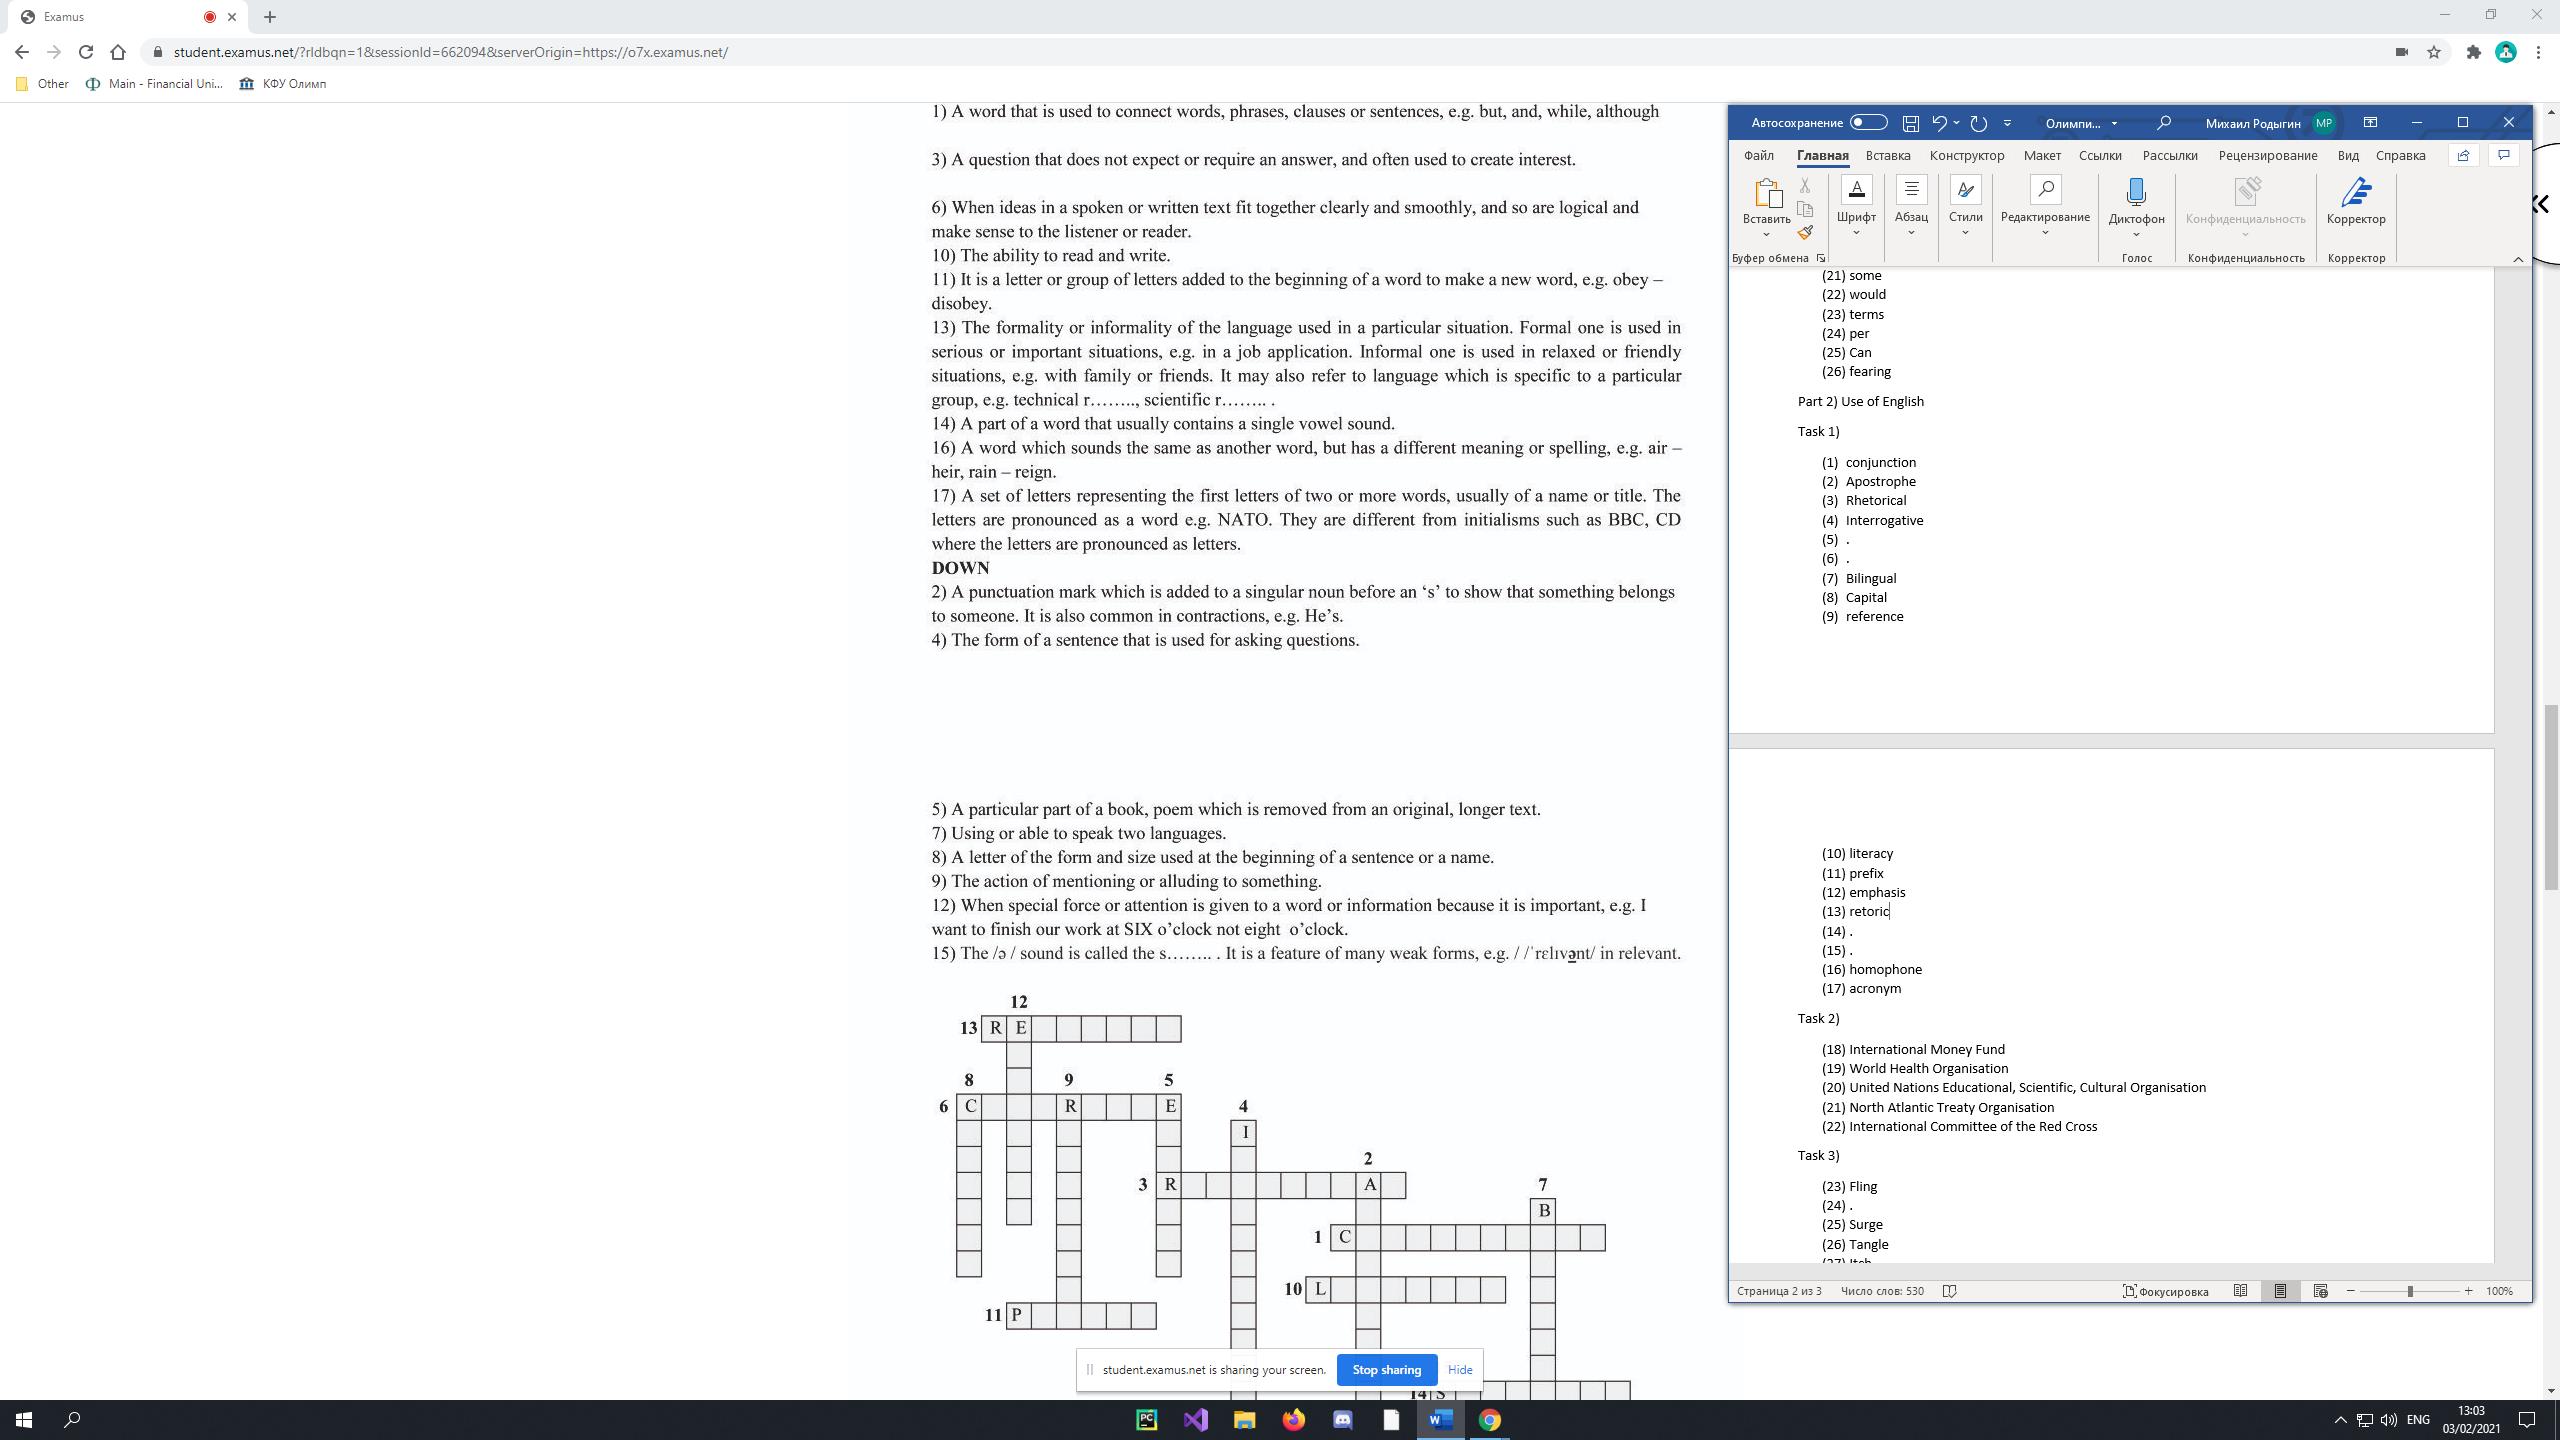 Examus
student.examus.net/?rldbqn=1&sessionId=662094&serverOrigin=https://o7x.examus.net/
Other
Main - Financial Uni...
КФУ Олимп
1) A word that is used to connect words, phrases, clauses or sentences, e.g. but, and, while, although
3) A question that does not expect or require an answer, and often used to create interest.
6) When ideas in a spoken or written text fit together clearly and smoothly, and so are logical and
make sense to the listener or reader.
10) The ability to read and write.
11) It is a letter or group of letters added to the beginning of a word to make a new word, e.g. obey –
disobey.
13) The formality or informality of the language used in a particular situation. Formal one is used in
serious or important situations, e.g. in a job application. Informal one is used in relaxed or friendly
situations, e.g. with family or friends. It may also refer to language which is specific to a particular
group, e.g. technical r…….., scientific r…….. .
14) A part of a word that usually contains a single vowel sound.
16) A word which sounds the same as another word, but has a different meaning or spelling, e.g. air –
heir, rain – reign.
17) A set of letters representing the first letters of two or more words, usually of a name or title. The
letters are pronounced as a word e.g. NATO. They are different from initialisms such as BBC, CD
where the letters are pronounced as letters.
DOWN
2) A punctuation mark which is added to a singular noun before an ‘s’ to show that something belongs
to someone. It is also common in contractions, e.g. He’s.
4) The form of a sentence that is used for asking questions.
5) A particular part of a book, poem which is removed from an original, longer text.
7) Using or able to speak two languages.
8) A letter of the form and size used at the beginning of a sentence or a name.
9) The action of mentioning or alluding to something.
12) When special force or attention is given to a word or information because it is important, e.g. I
want to finish our work at SIX o’clock not eight o’clock.
15) The /ə / sound is called the s…….. . It is a feature of many weak forms, e.g. / /ˈrɛlɪvənt/ in relevant.
12
13 R E
8 9 5
6 C R E 4
I
2
3 R A 7
B
1 C
10 L
11 P
14 S
student.examus.net is sharing your screen.
Stop sharing
Hide
Автосохранение
Олимпи...
Михаил Родыгин
МР
Файл
Главная
Вставка
Конструктор
Макет
Ссылки
Рассылки
Рецензирование
Вид
Справка
Вставить
Шрифт
Абзац
Стили
Редактирование
Диктофон
Конфиденциальность
Корректор
Буфер обмена
Голос
Конфиденциальность
Корректор
(21) some
(22) would
(23) terms
(24) per
(25) Can
(26) fearing
Part 2) Use of English
Task 1)
(1) conjunction
(2) Apostrophe
(3) Rhetorical
(4) Interrogative
(5) .
(6) .
(7) Bilingual
(8) Capital
(9) reference
(10) literacy
(11) prefix
(12) emphasis
(13) retoric
(14) .
(15) .
(16) homophone
(17) acronym
Task 2)
(18) International Money Fund
(19) World Health Organisation
(20) United Nations Educational, Scientific, Cultural Organisation
(21) North Atlantic Treaty Organisation
(22) International Committee of the Red Cross
Task 3)
(23) Fling
(24) .
(25) Surge
(26) Tangle
Страница 2 из 3
Число слов: 530
Фокусировка
100%
PC
W
ENG
13:03
03/02/2021